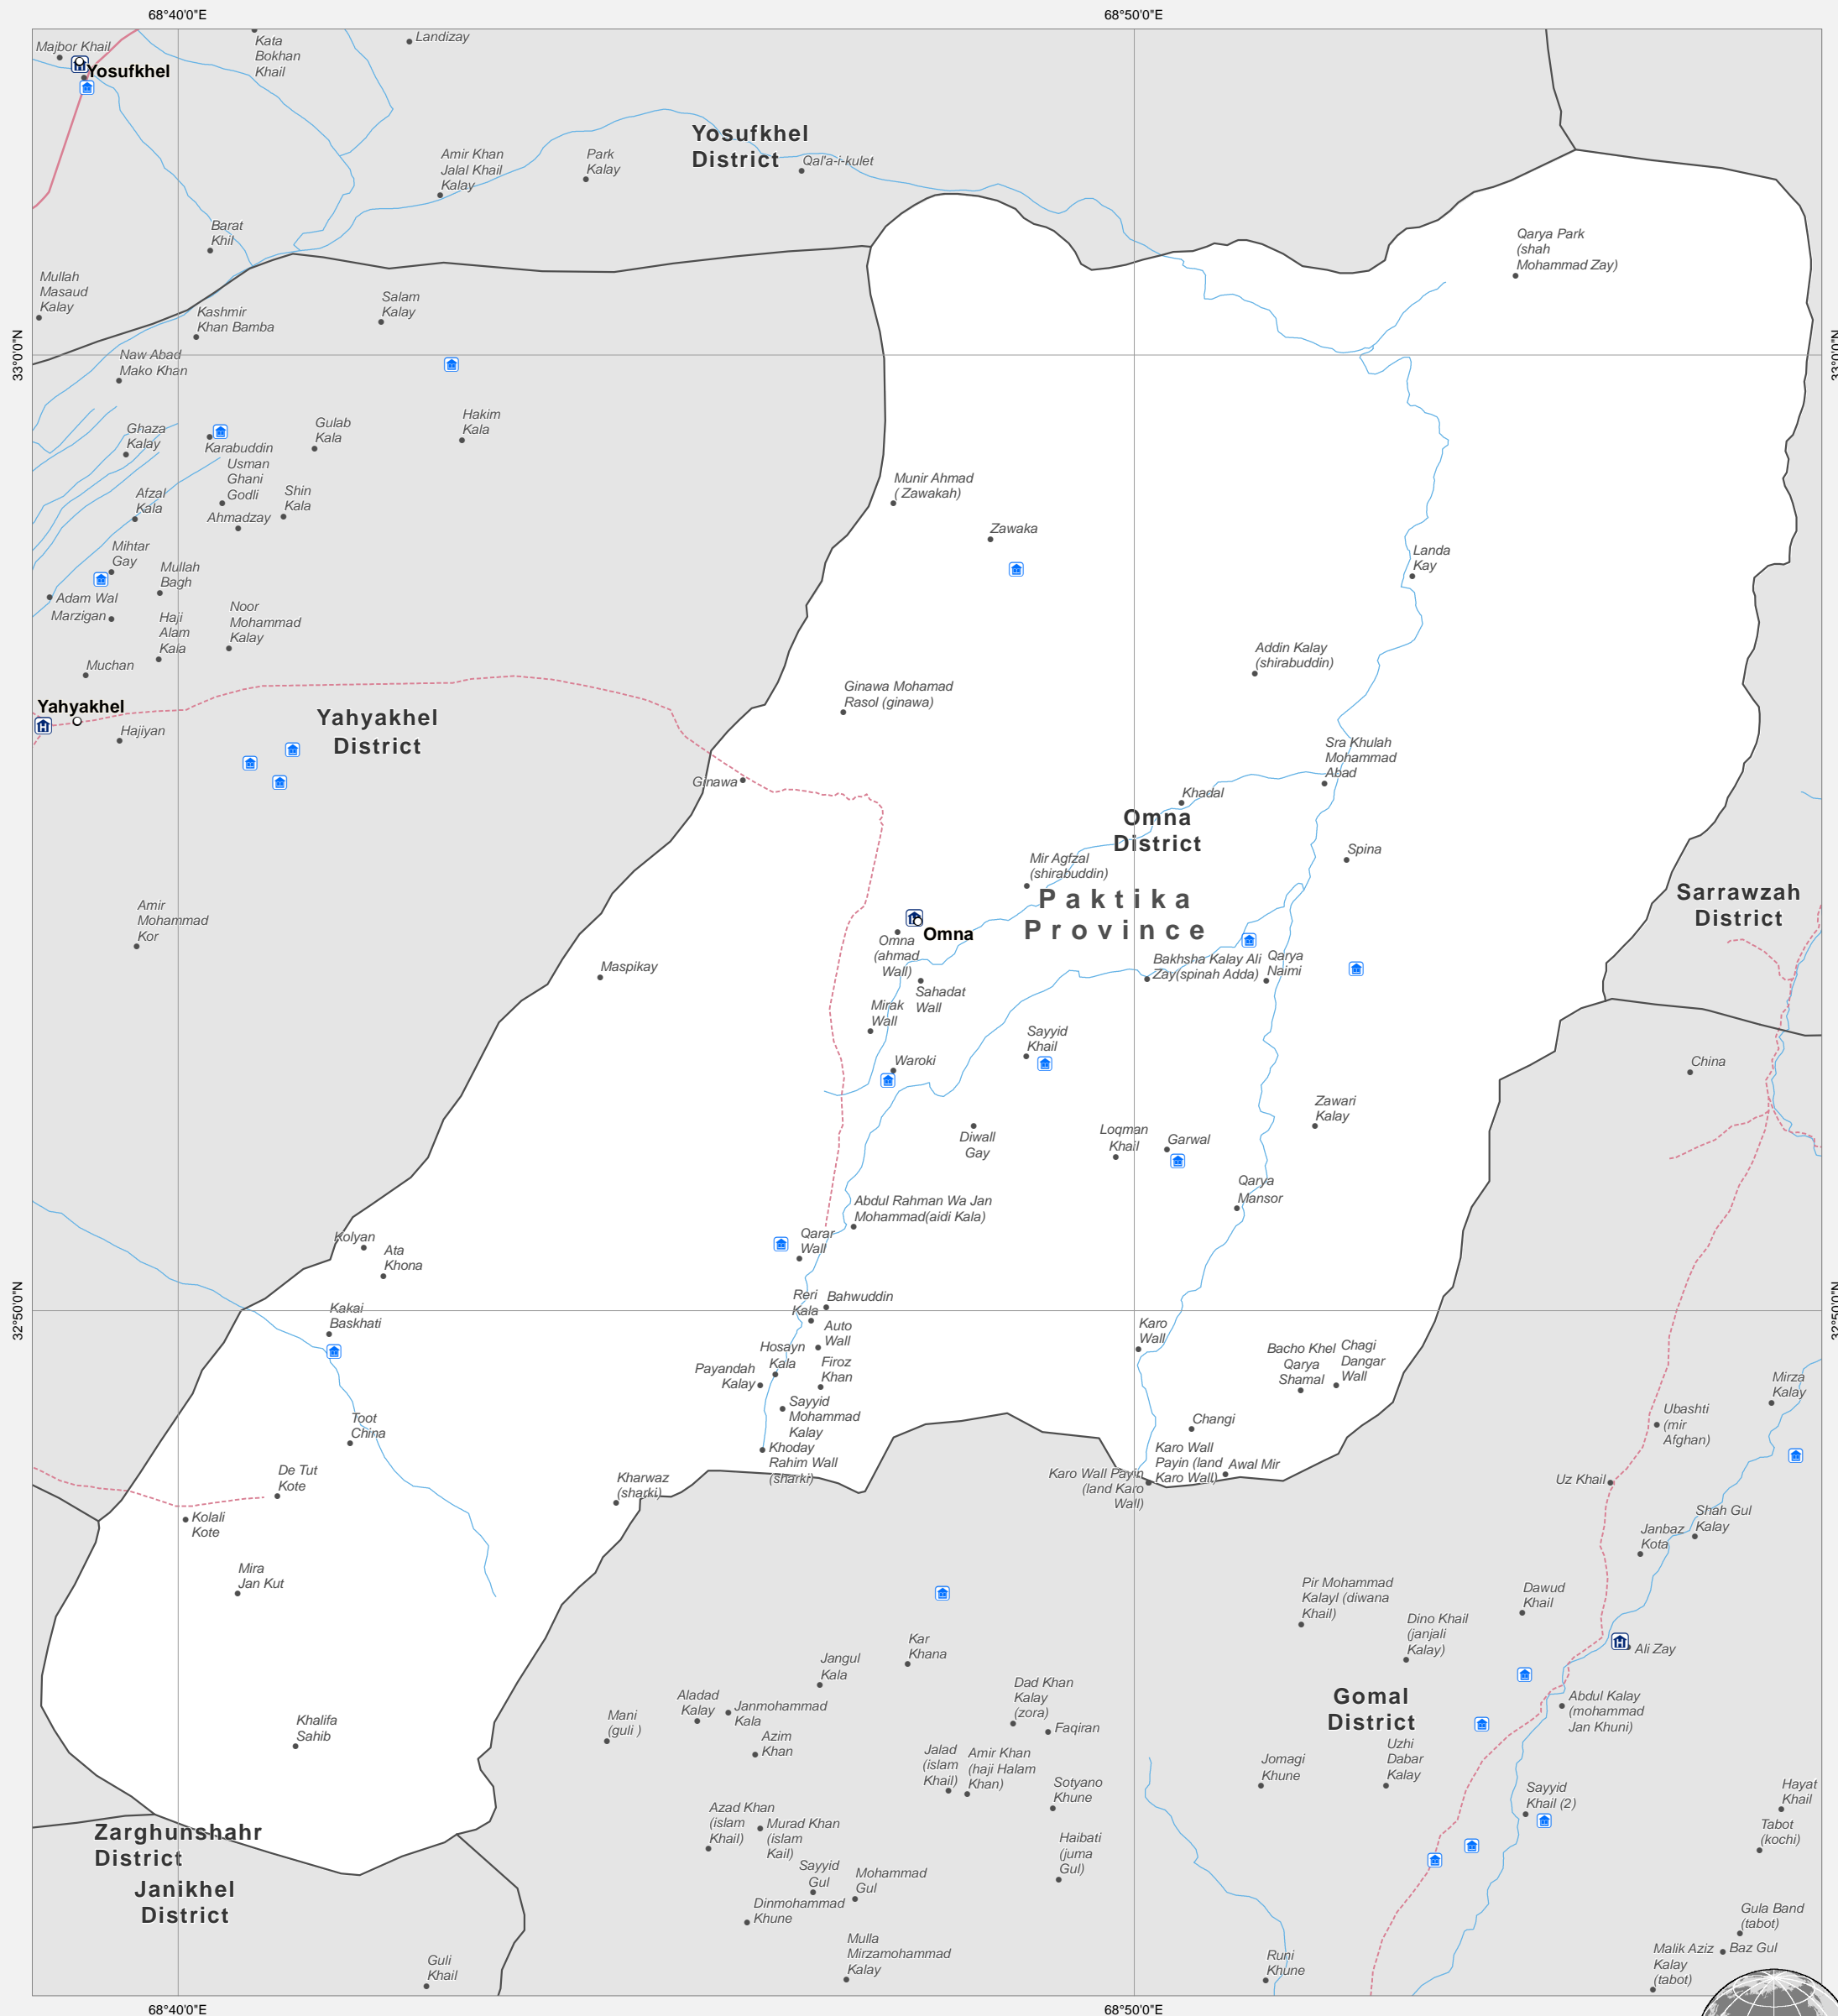 68°40'0"E
68°50'0"E
Majbor Khail
Yosufkhel
Kata
Bokhan
Khail
Landizay
Yosufkhel
District
Amir Khan
Jalal Khail
Kalay
Park
Kalay
Qal'a-i-kulet
Barat
Khil
Qarya Park
(shah
Mohammad Zay)
Mullah
Masaud
Kalay
Kashmir
Khan Bamba
Salam
Kalay
33°0'0"N
33°0'0"N
Naw Abad
Mako Khan
Ghaza
Kalay
Karabuddin
Gulab
Kala
Hakim
Kala
Usman
Ghani
Godli
Shin
Kala
Afzal
Kala
Ahmadzay
Munir Ahmad
( Zawakah)
Zawaka
Mihtar
Gay
Mullah
Bagh
Landa
Kay
Adam Wal
Marzigan
Haji
Alam
Kala
Noor
Mohammad
Kalay
Muchan
Addin Kalay
(shirabuddin)
Ginawa Mohamad
Rasol (ginawa)
Yahyakhel
Hajiyan
Yahyakhel
District
Sra Khulah
Mohammad
Abad
Ginawa
Khadal
Omna
District
Spina
Mir Agfzal
(shirabuddin)
Paktika
Province
Sarrawzah
District
Amir
Mohammad
Kor
Omna
Omna
(ahmad
Wall)
Maspikay
Bakhsha Kalay Ali
Zay(spinah Adda)
Qarya
Naimi
Sahadat
Wall
Mirak
Wall
Sayyid
Khail
Waroki
China
Zawari
Kalay
Diwall
Gay
Loqman
Khail
Garwal
Qarya
Mansor
Abdul Rahman Wa Jan
Mohammad(aidi Kala)
Kolyan
Ata
Khona
Qarar
Wall
32°50'0"N
32°50'0"N
Kakai
Baskhati
Reri
Kala
Bahwuddin
Auto
Wall
Karo
Wall
Hosayn
Kala
Payandah
Kalay
Firoz
Khan
Bacho Khel
Qarya
Shamal
Chagi
Dangar
Wall
Mirza
Kalay
Sayyid
Mohammad
Kalay
Ubashti
(mir
Afghan)
Toot
China
Changi
Khoday
Rahim Wall
(sharki)
Karo Wall
Payin (land
Karo Wall)
Awal Mir
Karo Wall Payin
(land Karo
Wall)
Kharwaz
(sharki)
De Tut
Kote
Uz Khail
Kolali
Kote
Shah Gul
Kalay
Janbaz
Kota
Mira
Jan Kut
Pir Mohammad
Kalayl (diwana
Khail)
Dawud
Khail
Dino Khail
(janjali
Kalay)
Kar
Khana
Ali Zay
Jangul
Kala
Dad Khan
Kalay
(zora)
Gomal
District
Aladad
Kalay
Janmohammad
Kala
Abdul Kalay
(mohammad
Jan Khuni)
Khalifa
Sahib
Mani
(guli )
Faqiran
Azim
Khan
Jalad
(islam
Khail)
Amir Khan
(haji Halam
Khan)
Jomagi
Khune
Uzhi
Dabar
Kalay
Sotyano
Khune
Sayyid
Khail (2)
Hayat
Khail
Azad Khan
(islam
Khail)
Murad Khan
(islam
Kail)
Tabot
(kochi)
Zarghunshahr
District
Haibati
(juma
Gul)
Janikhel
District
Sayyid
Gul
Mohammad
Gul
Dinmohammad
Khune
Gula Band
(tabot)
Mulla
Mirzamohammad
Kalay
Malik Aziz
Kalay
(tabot)
Baz Gul
Guli
Khail
Runi
Khune
68°40'0"E
68°50'0"E